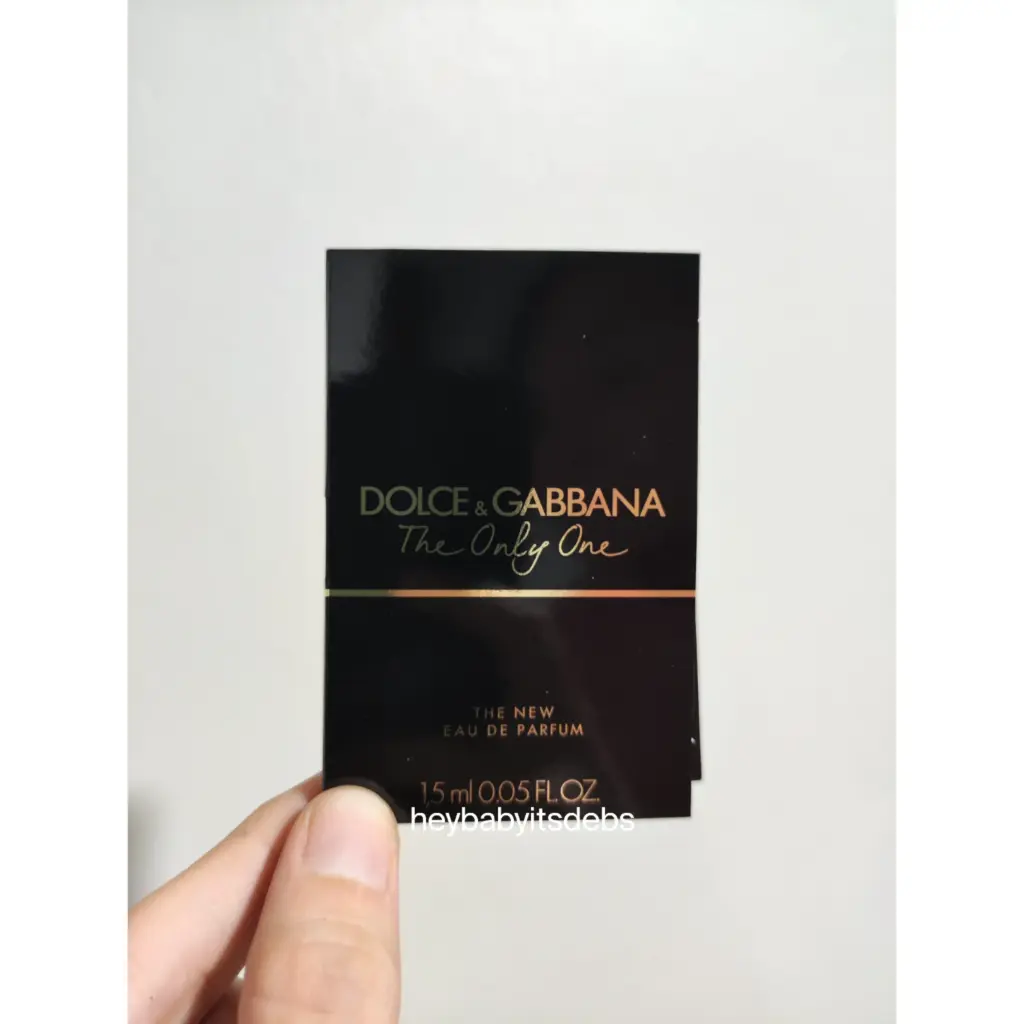 DOLCE & GABBANA
The Only One
THE NEW
EAU DE PARFUM
1,5 ml 0.05 FL.OZ.
heybabyitsdebs